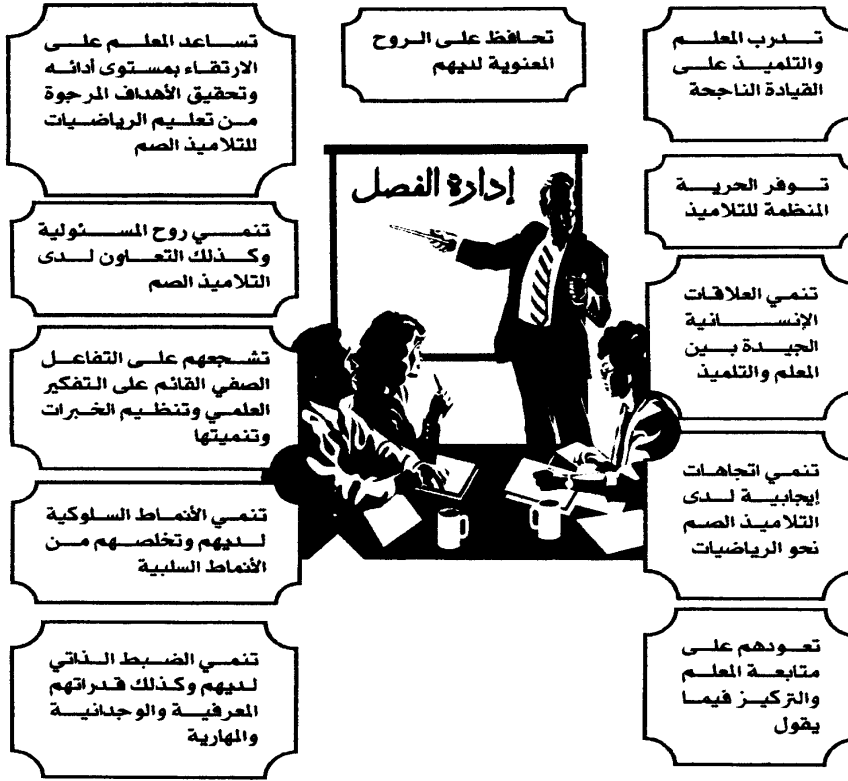 تدرب المعلم
والتلميذ على
القيادة الناجحة
توفر الحرية
المنظمة للتلاميذ
تنمي العلاقات
الإنسانية
الجيدة بين
المعلم والتلميذ
تنمي اتجاهات
إيجابية لدى
التلاميذ الصم
نحو الرياضيات
تعودهم على
متابعة المعلم
والتركيز فيما
يقول
تحافظ على الروح
المعنوية لديهم
إدارة الفصل
تساعد المعلم على
الارتقاء بمستوى أدائه
وتحقيق الأهداف المرجوة
من تعليم الرياضيات
للتلاميذ الصم
تنمي روح المسئولية
وكذلك التعاون لدى
التلاميذ الصم
تشجعهم على التفاعل
الصفي القائم على التفكير
العلمي وتنظيم الخبرات
وتنميتها
تنمي الأنماط السلوكية
لديهم وتخلصهم من
الأنماط السلبية
تنمي الضبط الذاتي
لديهم وكذلك قدراتهم
المعرفية والوجدانية
والمهارية